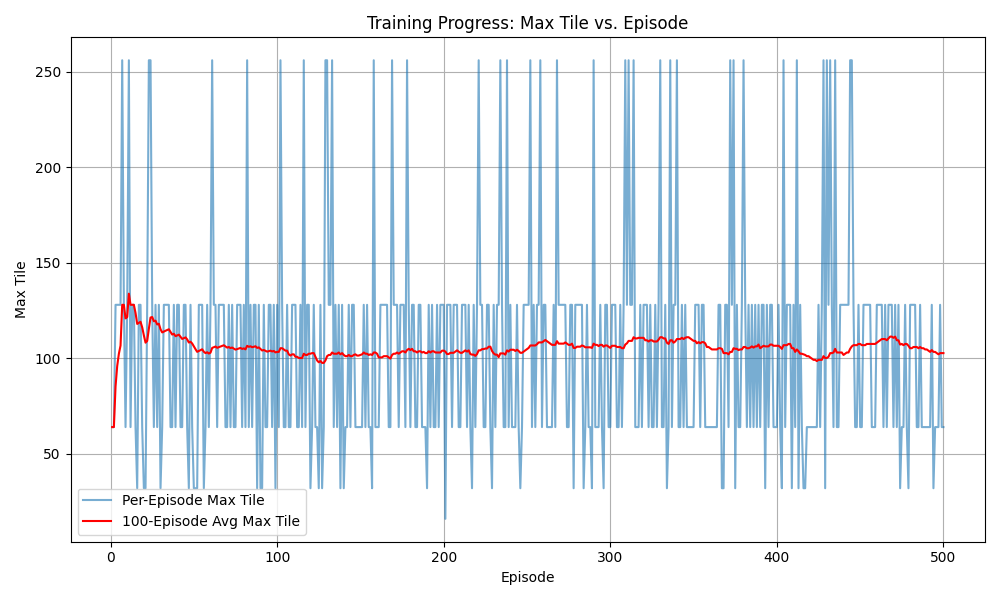 Training Progress: Max Tile vs. Episode
Max Tile
250
200
150
100
50
Per-Episode Max Tile
100-Episode Avg Max Tile
0
100
200
300
400
500
Episode